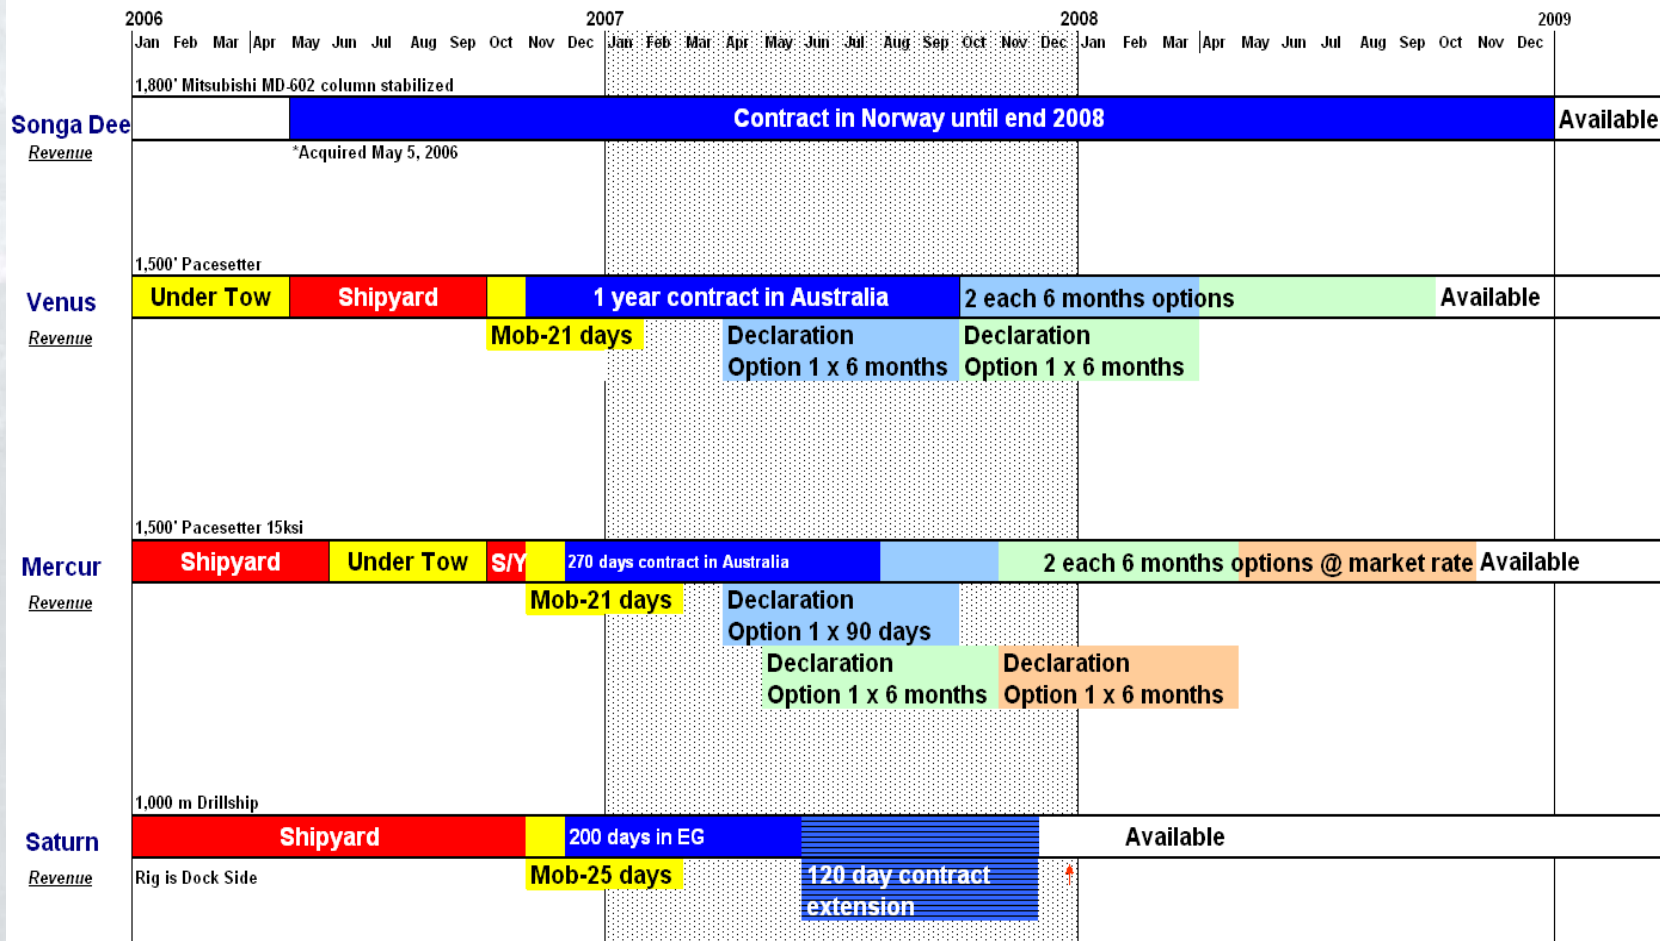 2006 2007 2008 2009
Jan Feb Mar Apr May Jun Jul Aug Sep Oct Nov Dec Jan Feb Mar Apr May Jun Jul Aug Sep Oct Nov Dec Jan Feb Mar Apr May Jun Jul Aug Sep Oct Nov Dec
1,800' Mitsubishi MD-602 column stabilized
Songa Dee Contract in Norway until end 2008 Available
Revenue *Acquired May 5, 2006
1,500' Pacesetter
Venus Under Tow Shipyard 1 year contract in Australia 2 each 6 months options Available
Revenue Mob-21 days Declaration Declaration
Option 1 x 6 months Option 1 x 6 months
1,500' Pacesetter 15ksi
Mercur Shipyard Under Tow S/Y 270 days contract in Australia 2 each 6 months options @ market rate Available
Revenue Mob-21 days Declaration
Option 1 x 90 days
Declaration Declaration
Option 1 x 6 months Option 1 x 6 months
1,000 m Drillship
Saturn Shipyard 200 days in EG Available
Revenue Rig is Dock Side Mob-25 days 120 day contract
extension